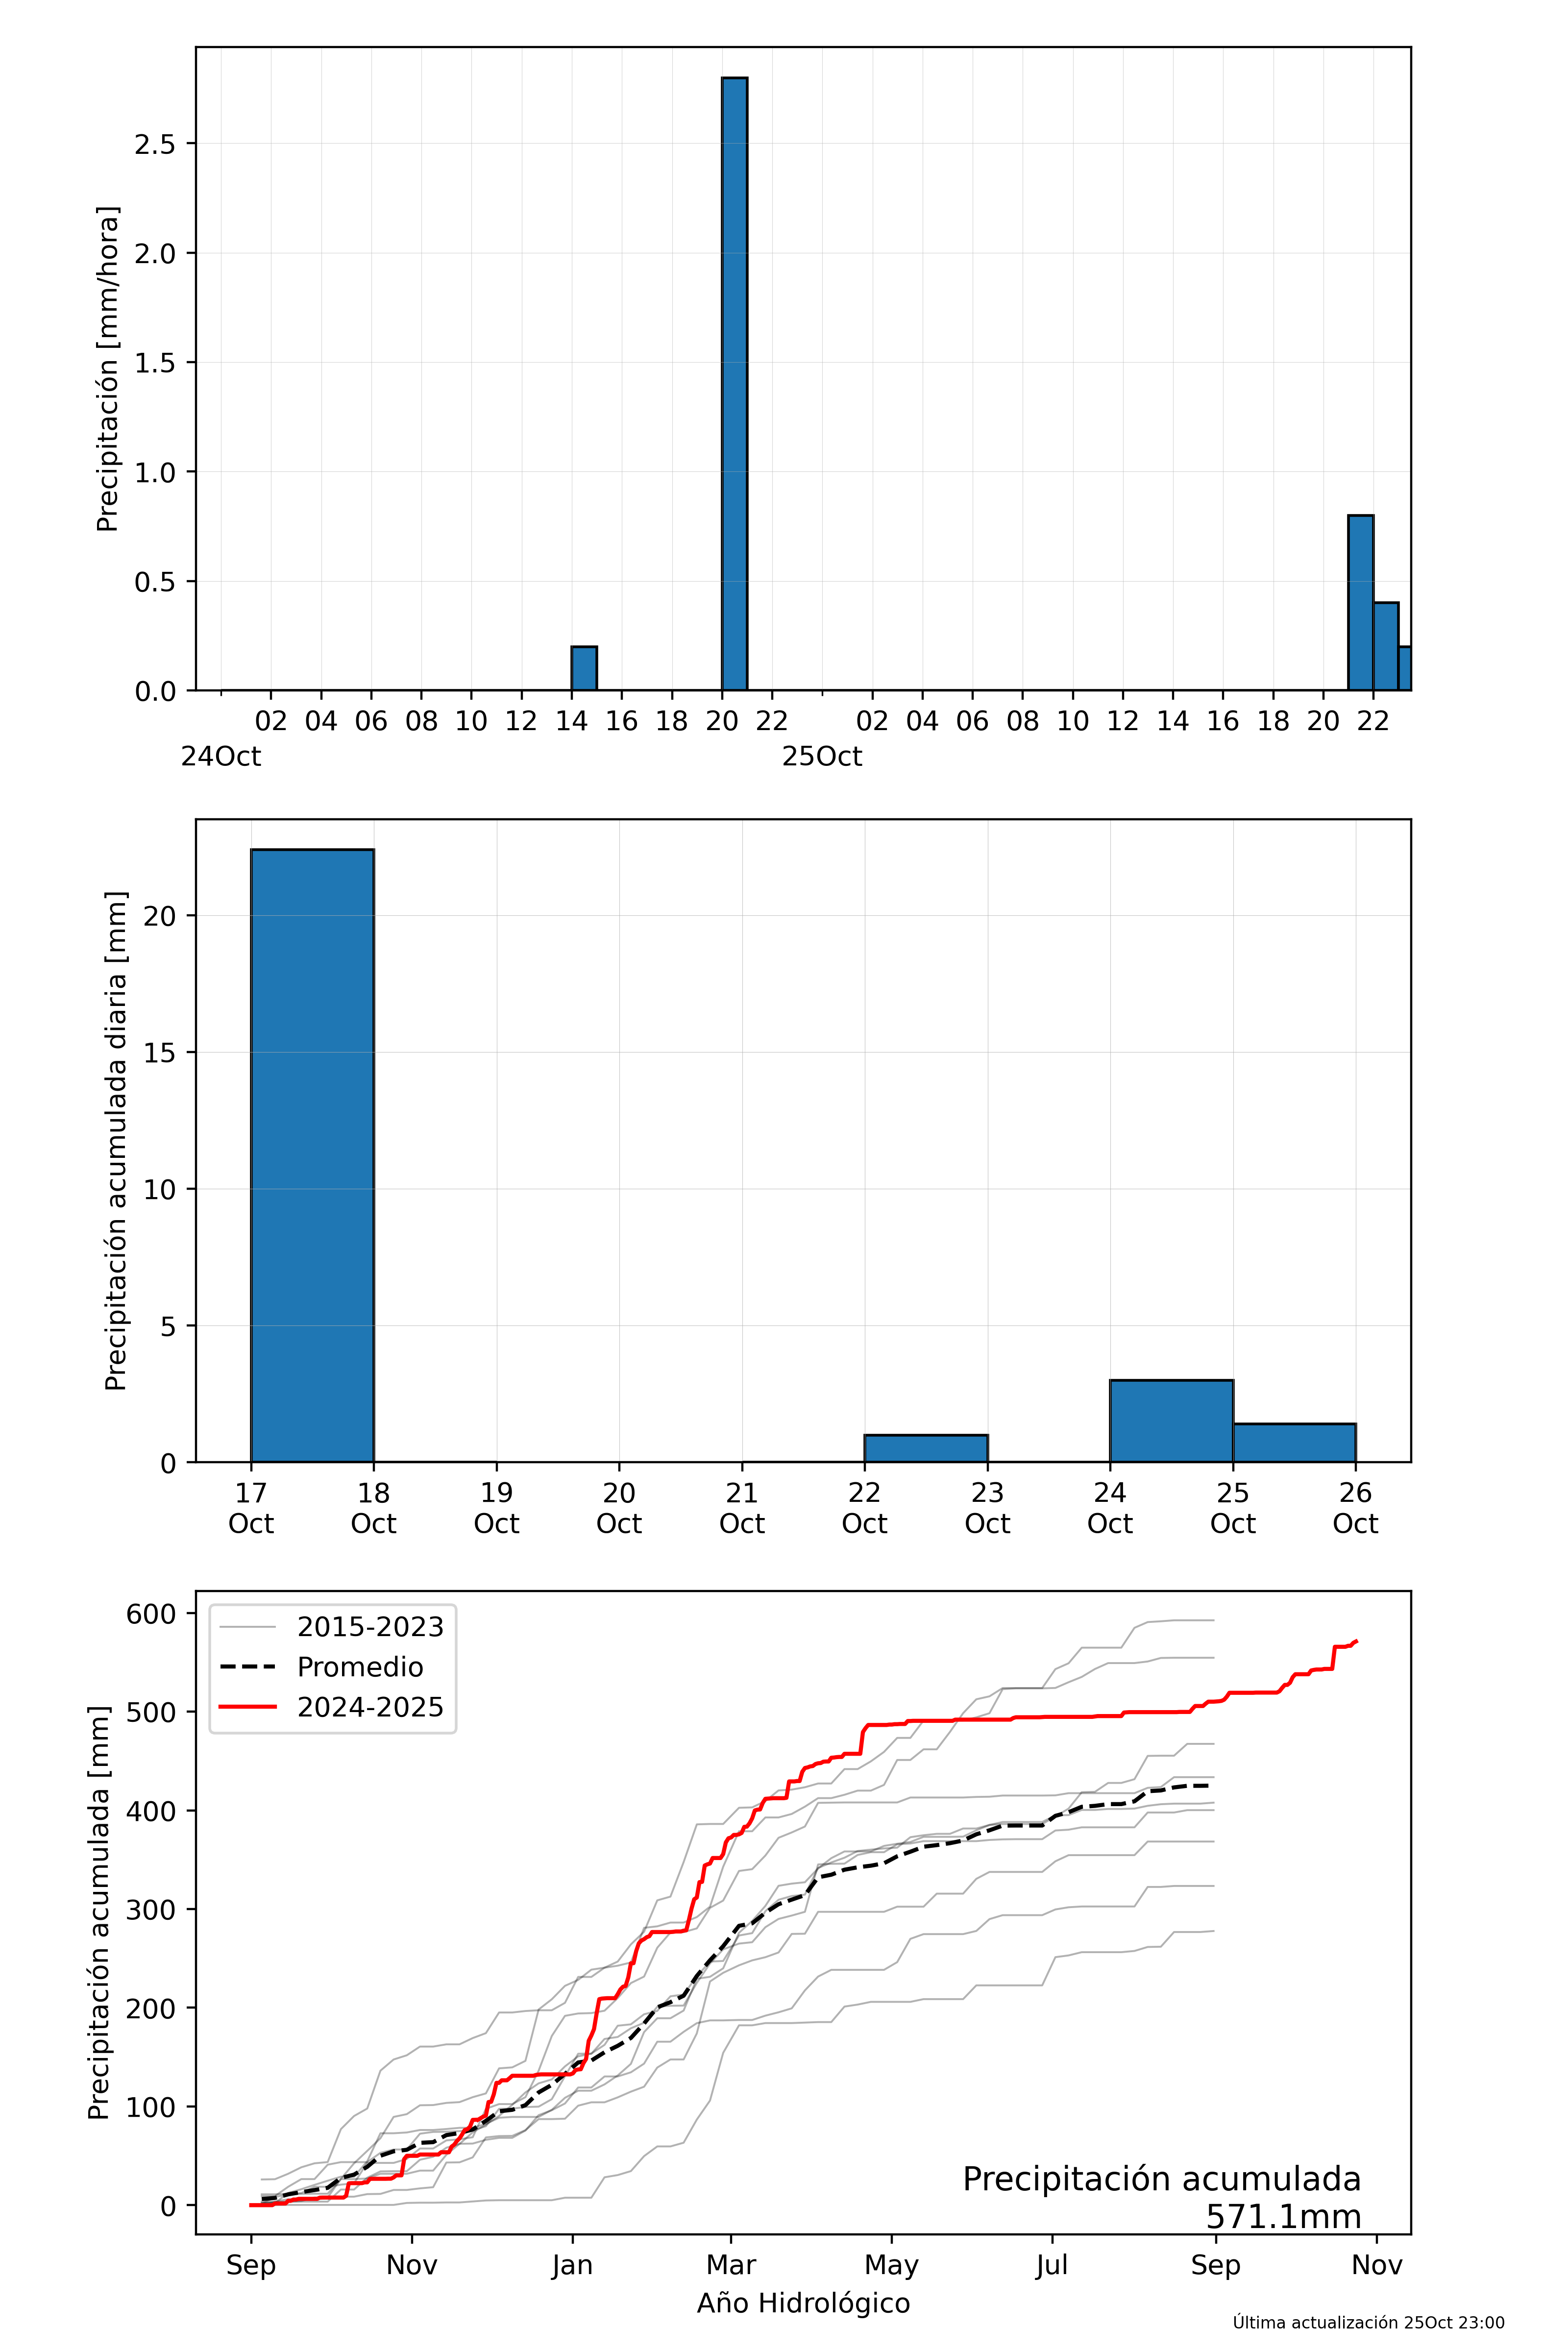 Precipitación [mm/hora]
2.5
2.0
1.5
1.0
0.5
0.0
02 04 06 08 10 12 14 16 18 20 22 02 04 06 08 10 12 14 16 18 20 22
24Oct 25Oct
Precipitación acumulada diaria [mm]
20
15
10
5
0
17 18 19 20 21 22 23 24 25 26
Oct Oct Oct Oct Oct Oct Oct Oct Oct Oct
Precipitación acumulada [mm]
600
500
400
300
200
100
0
2015-2023
Promedio
2024-2025
Precipitación acumulada
571.1mm
Sep Nov Jan Mar May Jul Sep Nov
Año Hidrológico
Última actualización 25Oct 23:00